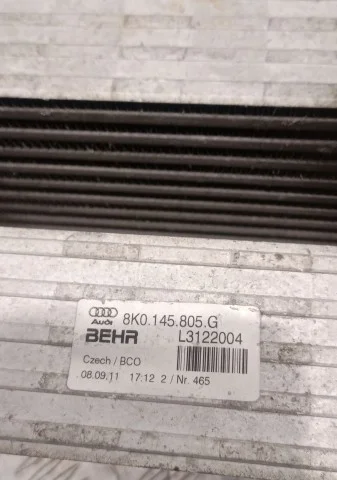 Audi 8K0.145.805.G
BEHR L3122004
Czech / BCO
08.09.11 17:12 2 / Nr. 465